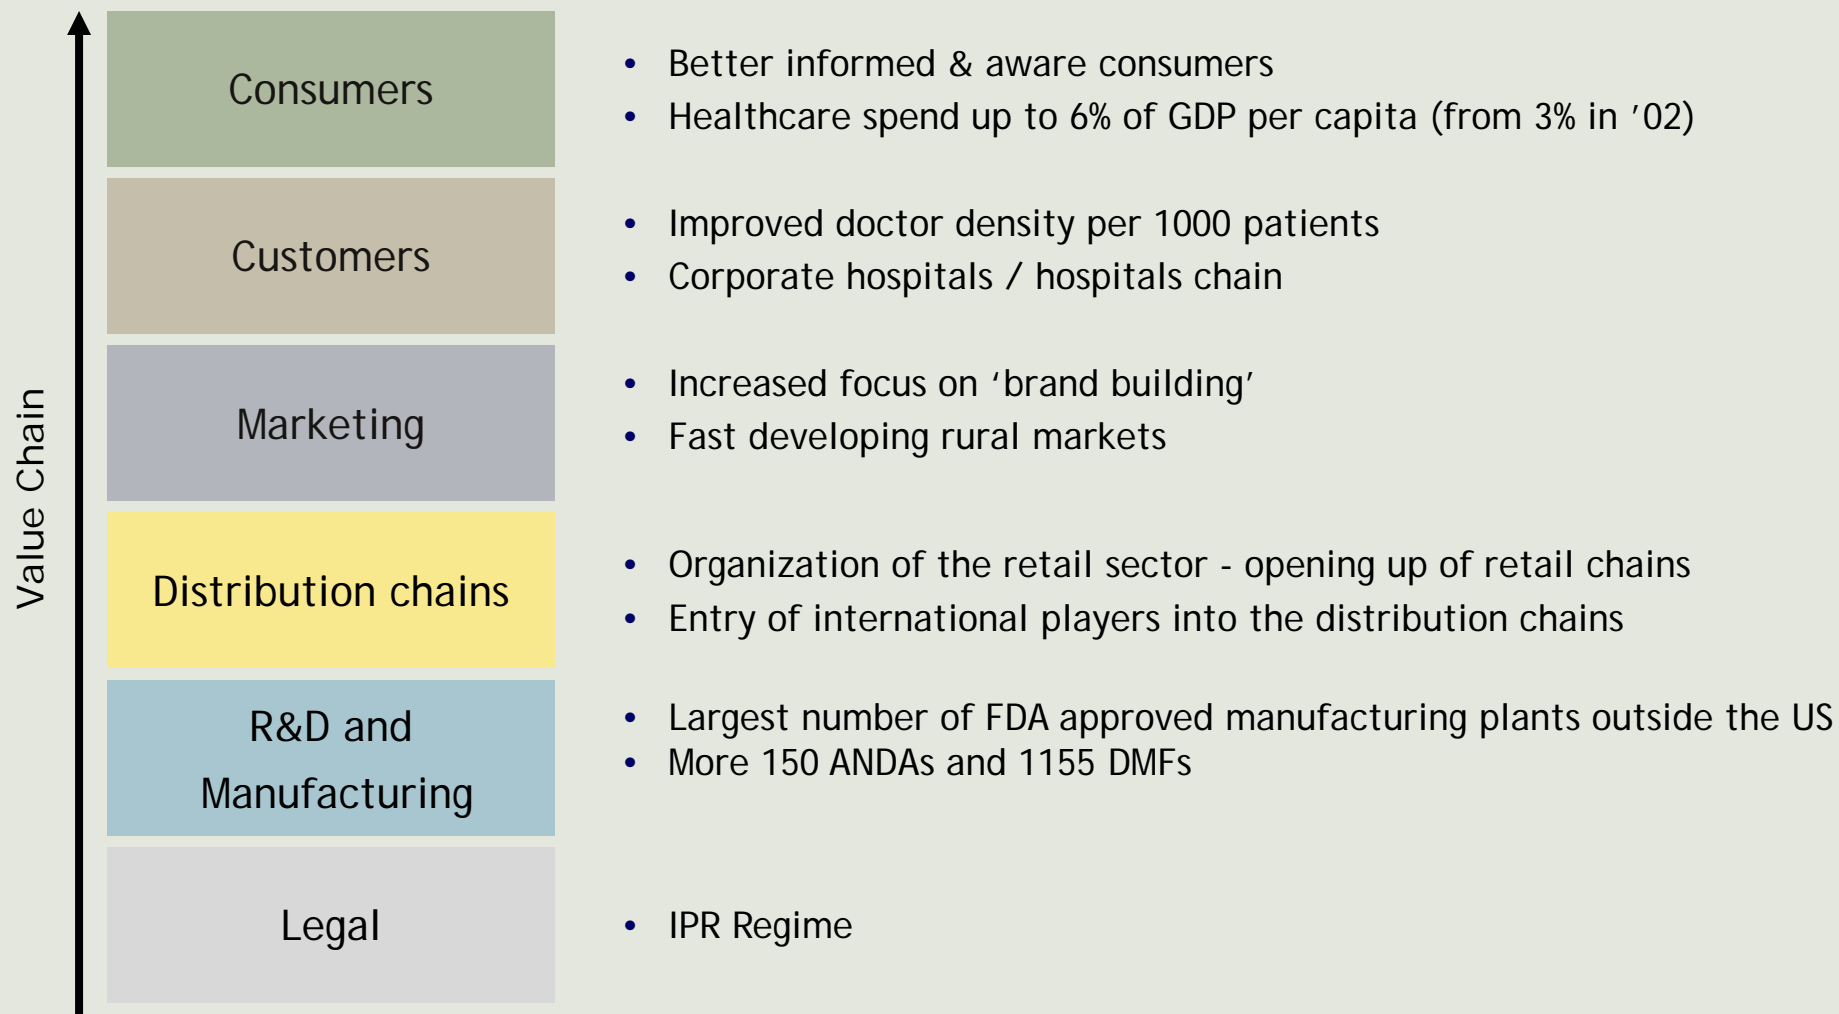 Value Chain
Consumers
• Better informed & aware consumers
• Healthcare spend up to 6% of GDP per capita (from 3% in ’02)
Customers
• Improved doctor density per 1000 patients
• Corporate hospitals / hospitals chain
Marketing
• Increased focus on ‘brand building’
• Fast developing rural markets
Distribution chains
• Organization of the retail sector - opening up of retail chains
• Entry of international players into the distribution chains
R&D and
Manufacturing
• Largest number of FDA approved manufacturing plants outside the US
• More 150 ANDAs and 1155 DMFs
Legal
• IPR Regime